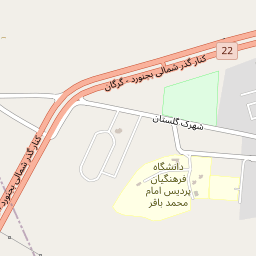 22
کنار گذر شمالی بجنورد - گرگان
شهرک گلستان
کنار گذر شمالی بجنورد
دانشگاه
فرهنگیان
پردیس امام
محمد باقر